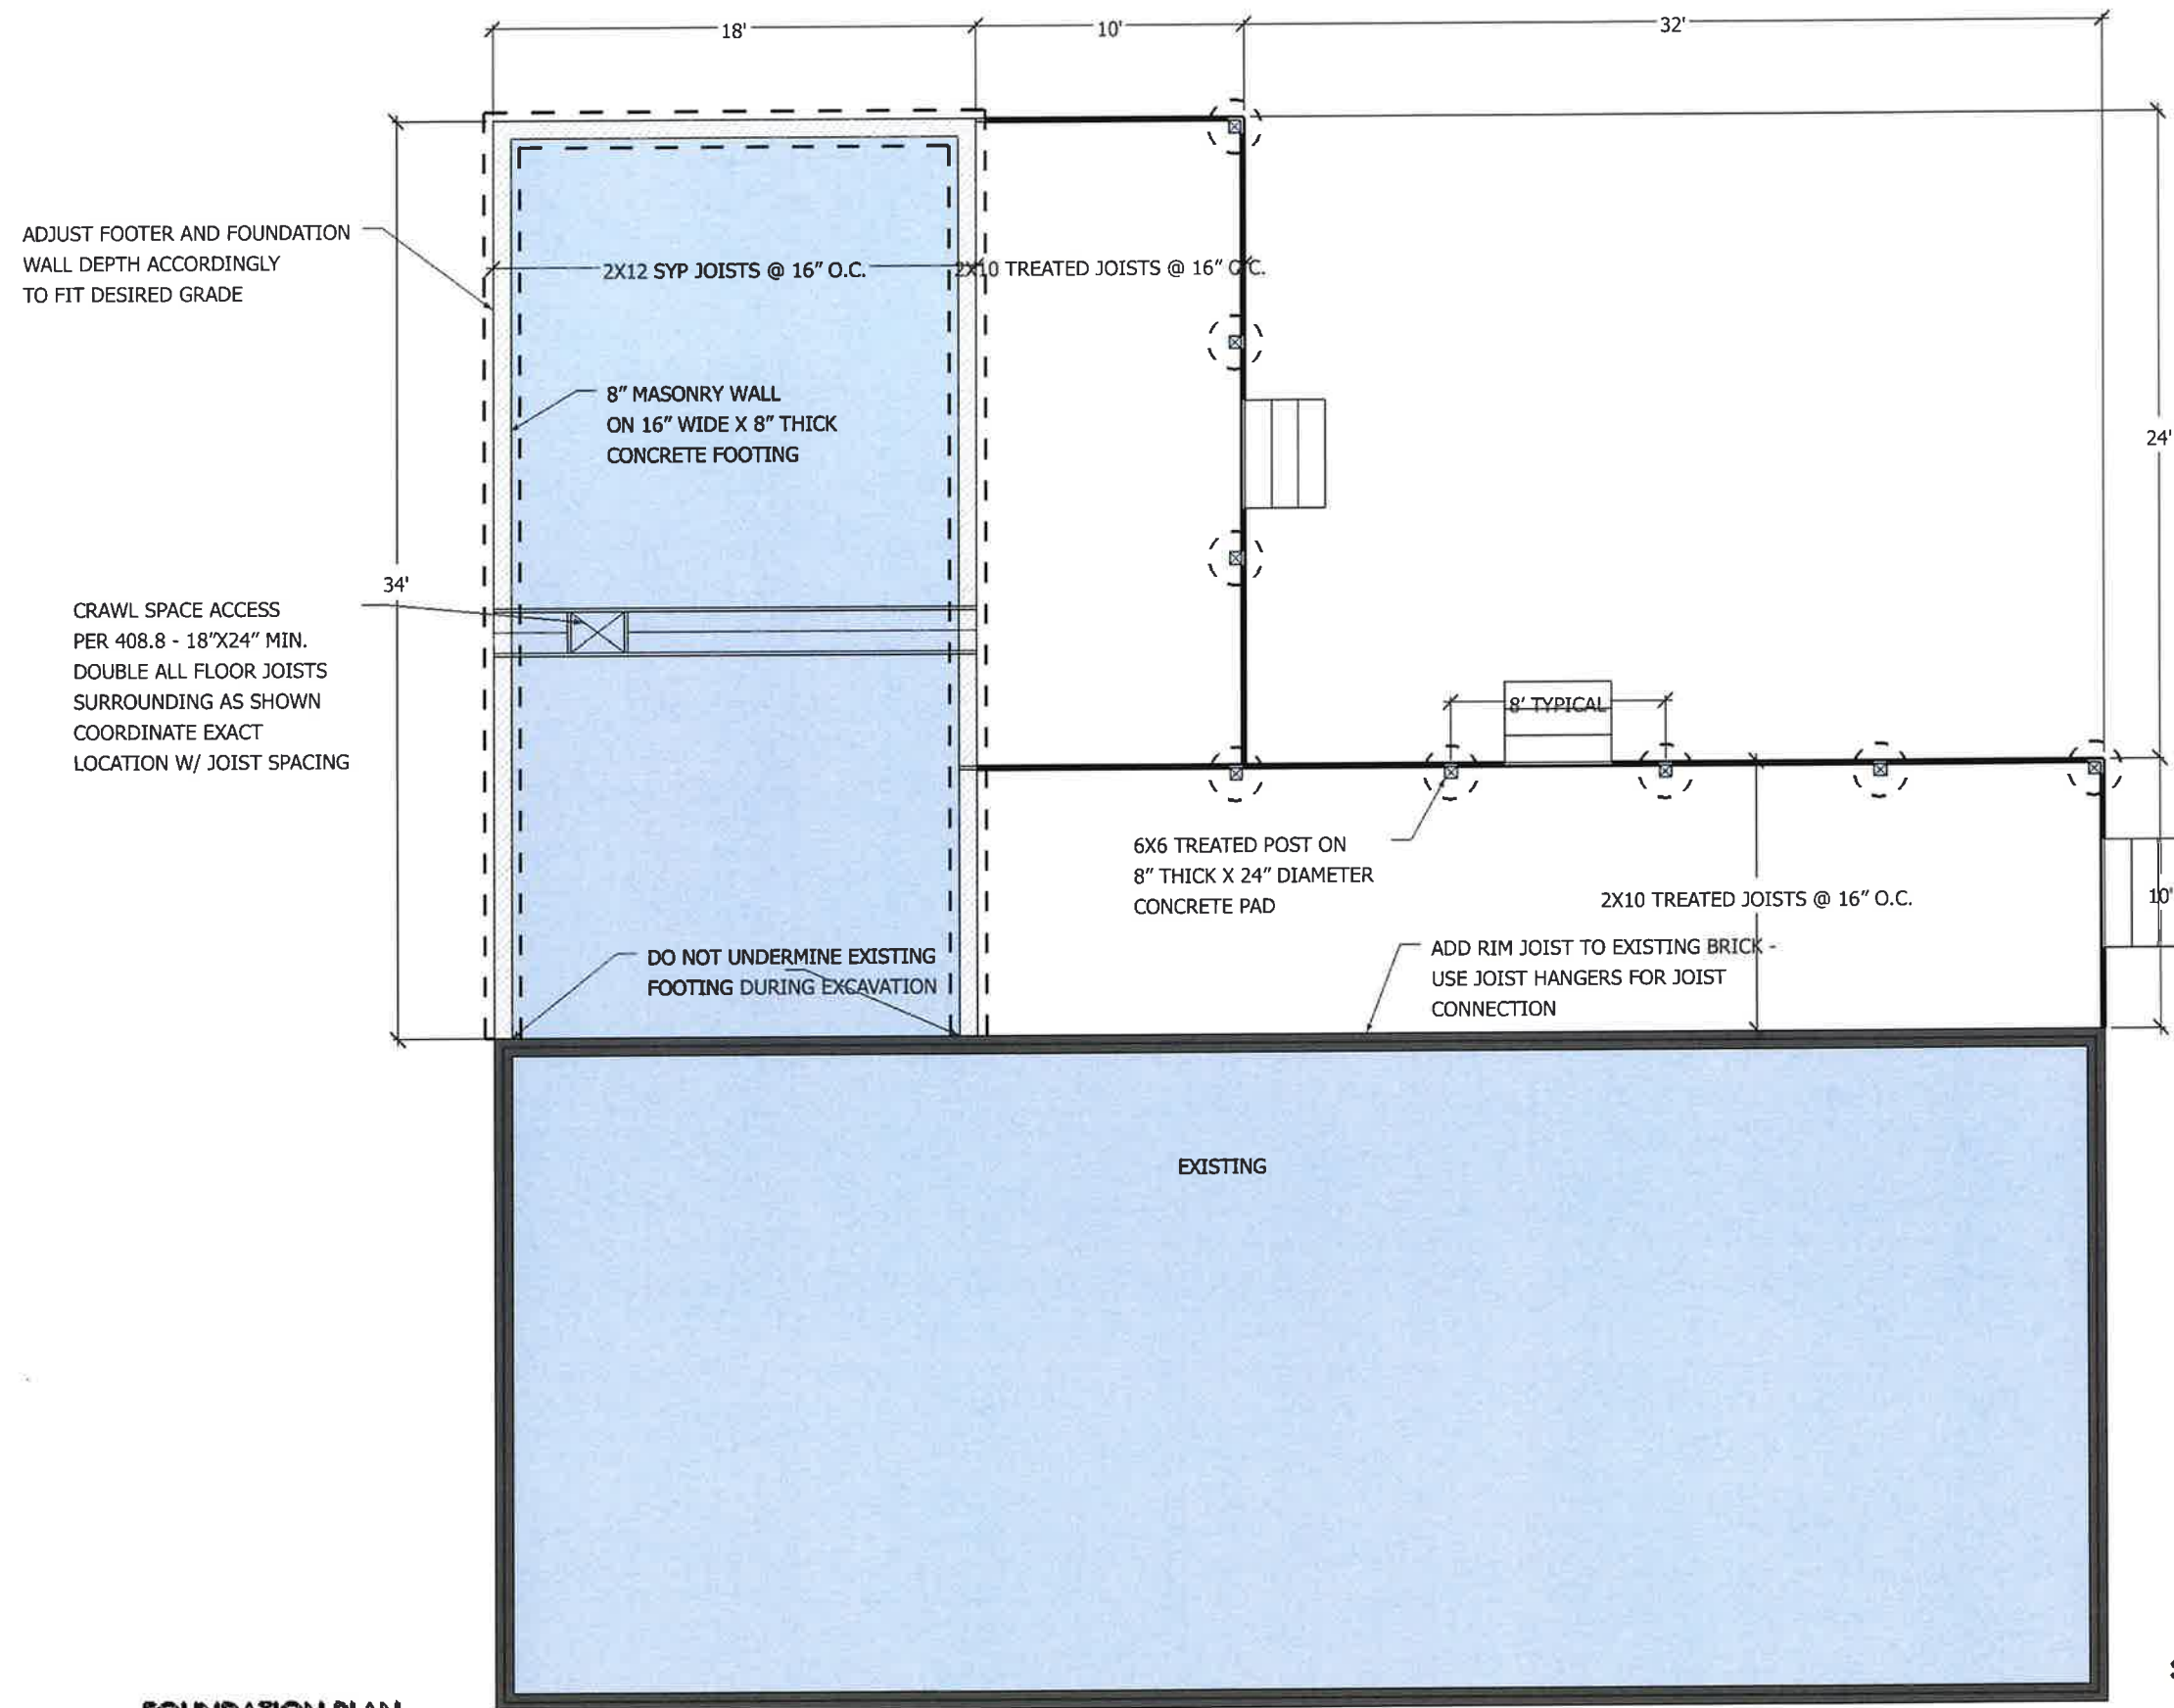 18'
10'
32'
ADJUST FOOTER AND FOUNDATION
WALL DEPTH ACCORDINGLY
TO FIT DESIRED GRADE
2X12 SYP JOISTS @ 16" O.C.
2X10 TREATED JOISTS @ 16" O.C.
8" MASONRY WALL
ON 16" WIDE X 8" THICK
CONCRETE FOOTING
24'
34'
CRAWL SPACE ACCESS
PER 408.8 - 18"X24" MIN.
DOUBLE ALL FLOOR JOISTS
SURROUNDING AS SHOWN
COORDINATE EXACT
LOCATION W/ JOIST SPACING
8' TYPICAL
6X6 TREATED POST ON
8" THICK X 24" DIAMETER
CONCRETE PAD
2X10 TREATED JOISTS @ 16" O.C.
10'
DO NOT UNDERMINE EXISTING
FOOTING DURING EXCAVATION
ADD RIM JOIST TO EXISTING BRICK -
USE JOIST HANGERS FOR JOIST
CONNECTION
EXISTING
FOUNDATION PLAN